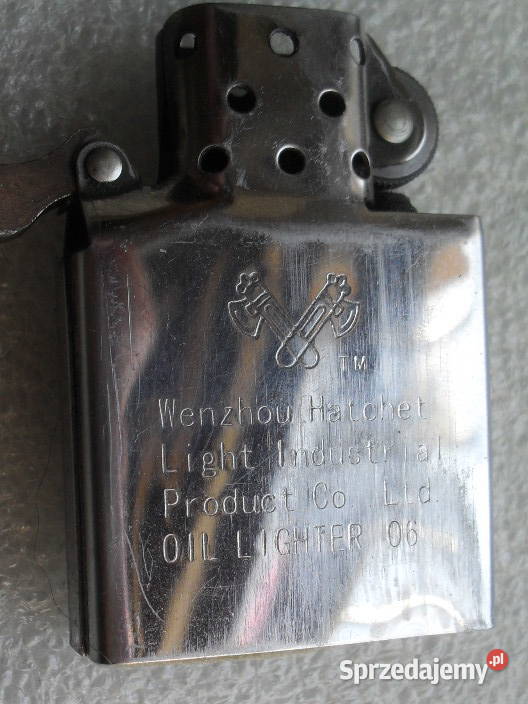 TM
Wenzhou Hatchet
Light Industrial
Product Co. Ltd.
OIL LIGHTER 06
Sprzedajemy.pl